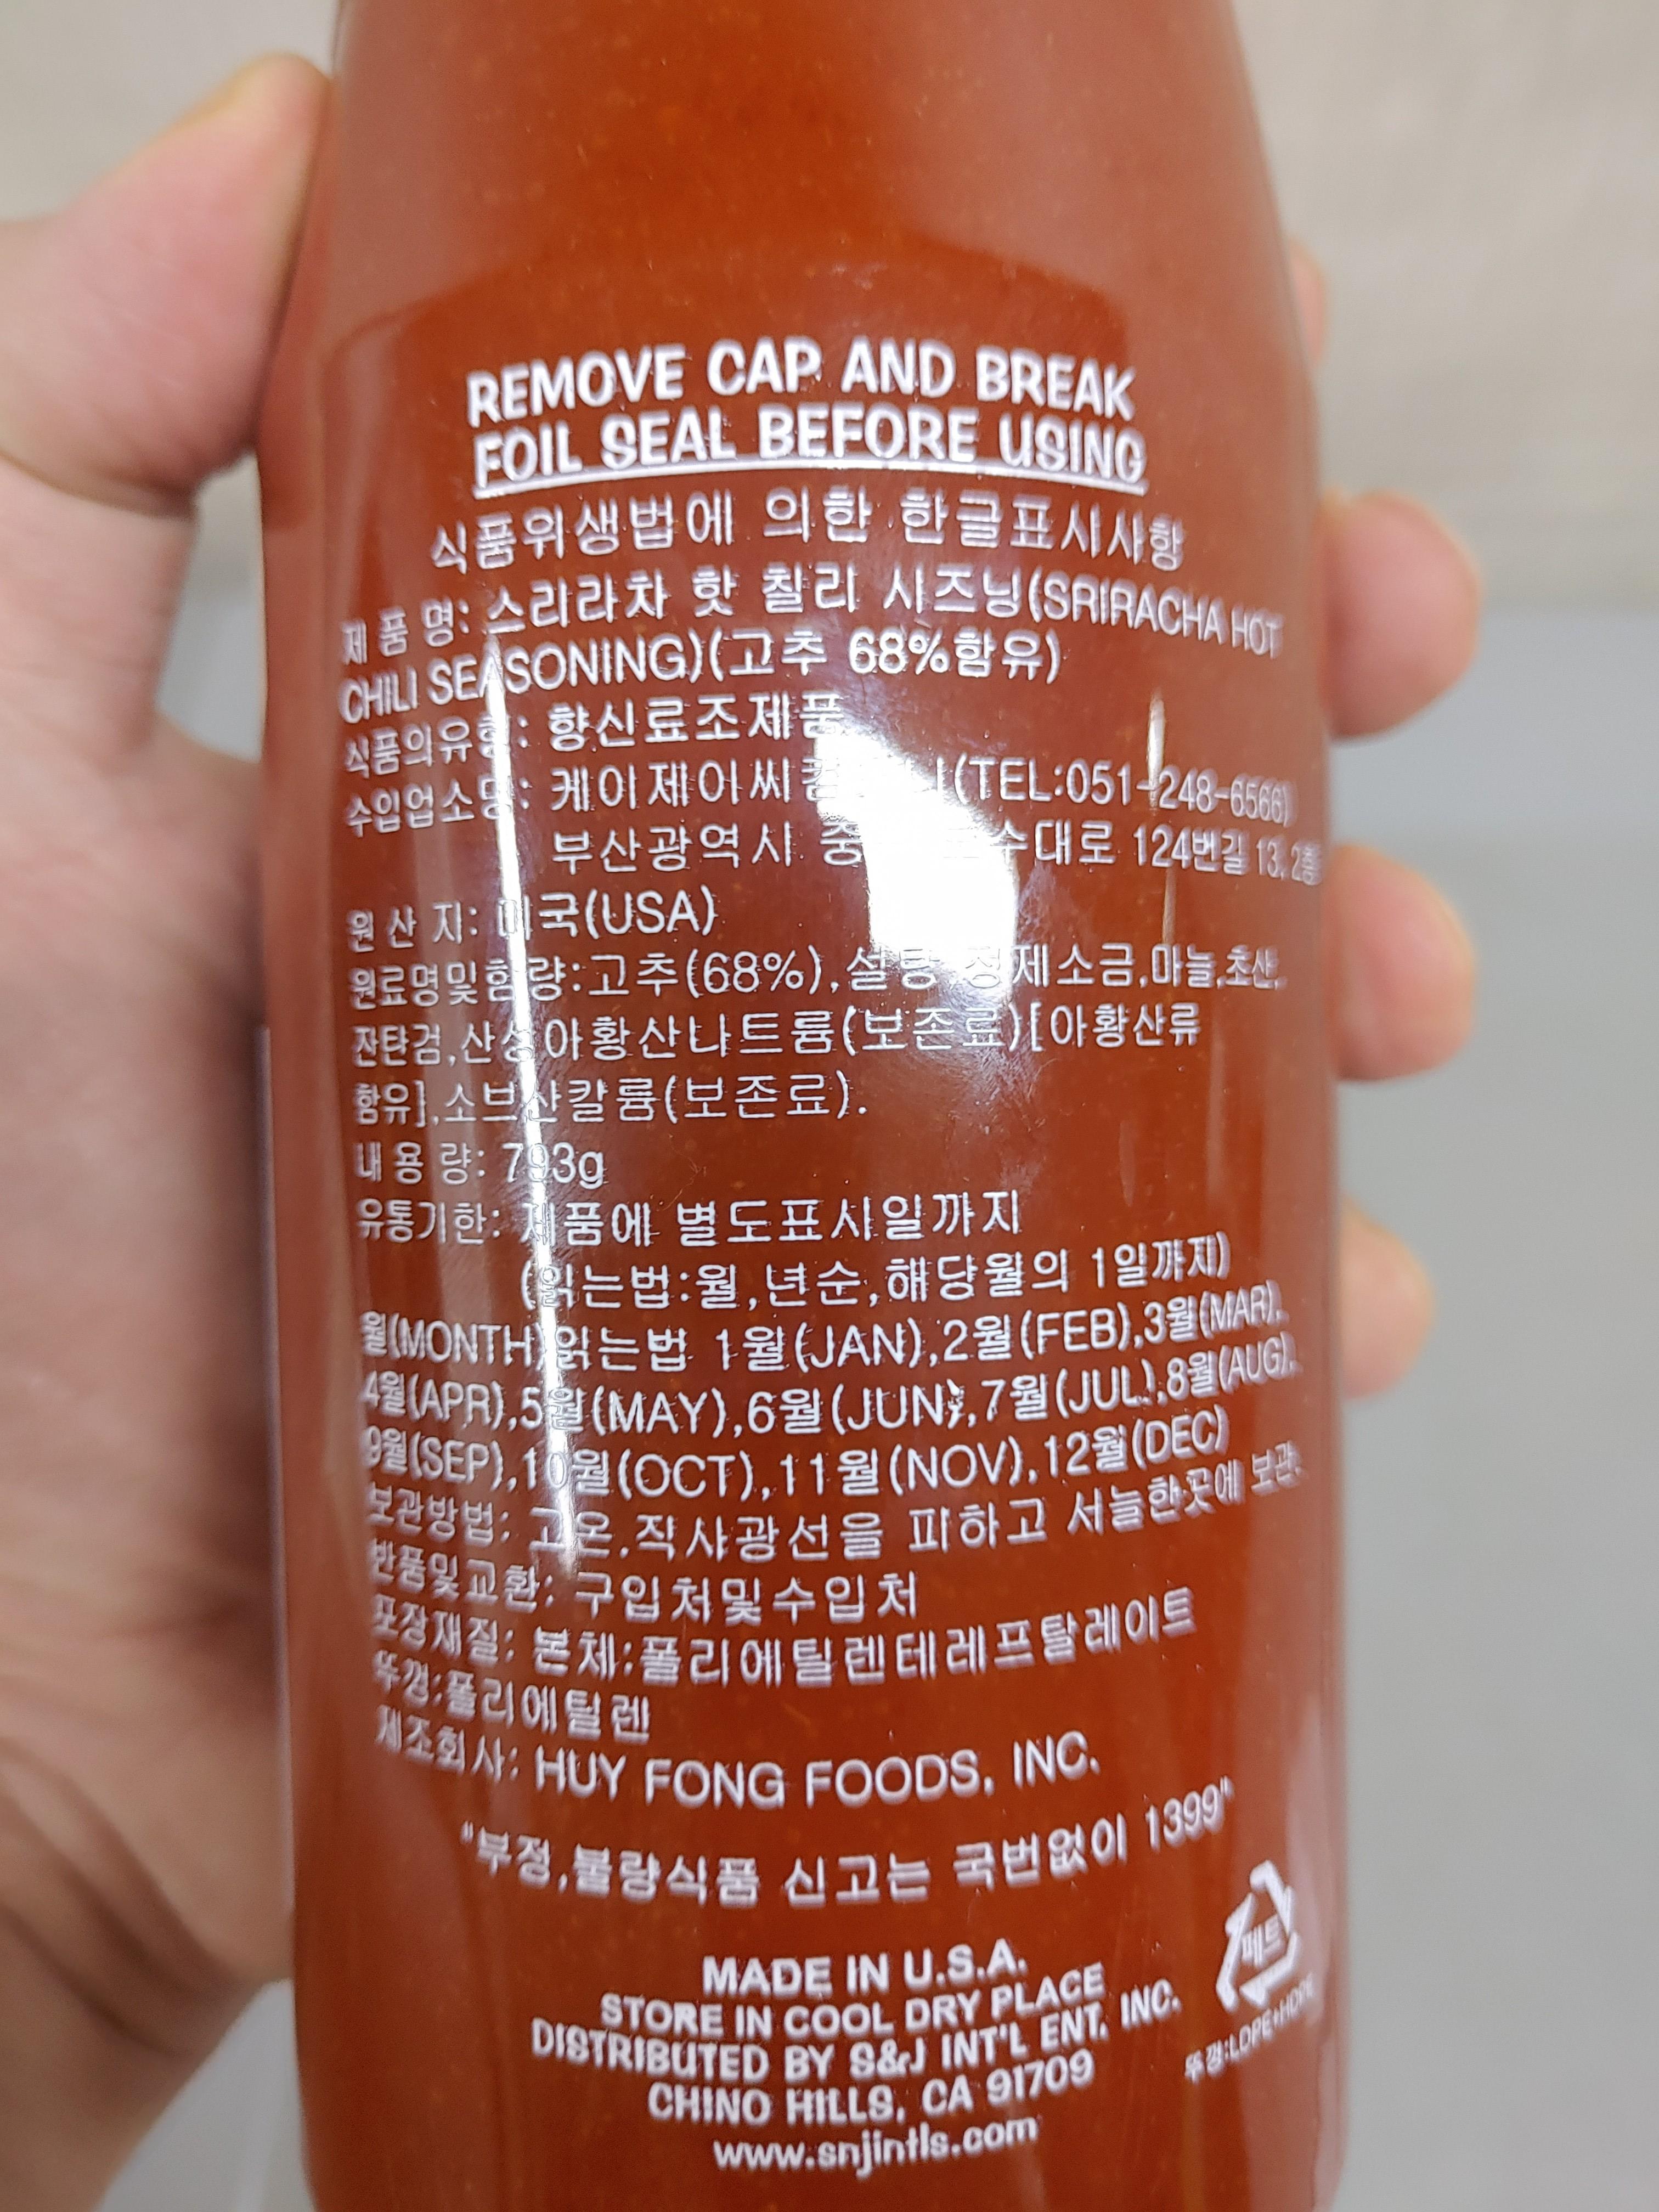 REMOVE CAP AND BREAK
FOIL SEAL BEFORE USING
식품위생법에 의한 한글표시사항
제 품 명: 스리라차 핫 칠리 시즈닝(SRIRACHA HOT
CHILI SEASONING)(고추 68%함유)
식품의유형: 향신료조제품
수입업소명: 케이제이씨 (TEL:051-248-6566)
부산광역시 124번길 13, 2층
원 산 지: 미국(USA)
원료명및함량:고추(68%),설탕,정제소금,마늘,초산,
잔탄검,산성아황산나트륨(보존료)[아황산류
함유],소브산칼륨(보존료).
내 용 량: 793g
유통기한: 제품에 별도표시일까지
(읽는법:월,년순,해당월의 1일까지)
월(MONTH)읽는법 1월(JAN),2월(FEB),3월(MAR),
4월(APR),5월(MAY),6월(JUN),7월(JUL),8월(AUG),
9월(SEP),10월(OCT),11월(NOV),12월(DEC)
보관방법: 고온,직사광선을 피하고 서늘한곳에 보관.
반품및교환: 구입처및수입처
포장재질: 본체:폴리에틸렌테레프탈레이트
뚜껑:폴리에틸렌
제조회사: HUY FONG FOODS, INC.
"부정,불량식품 신고는 국번없이 1399"
페트
뚜껑:LDPE+HDPE
MADE IN U.S.A.
STORE IN COOL DRY PLACE
DISTRIBUTED BY S&J INT'L ENT. INC.
CHINO HILLS, CA 91709
www.snjintls.com